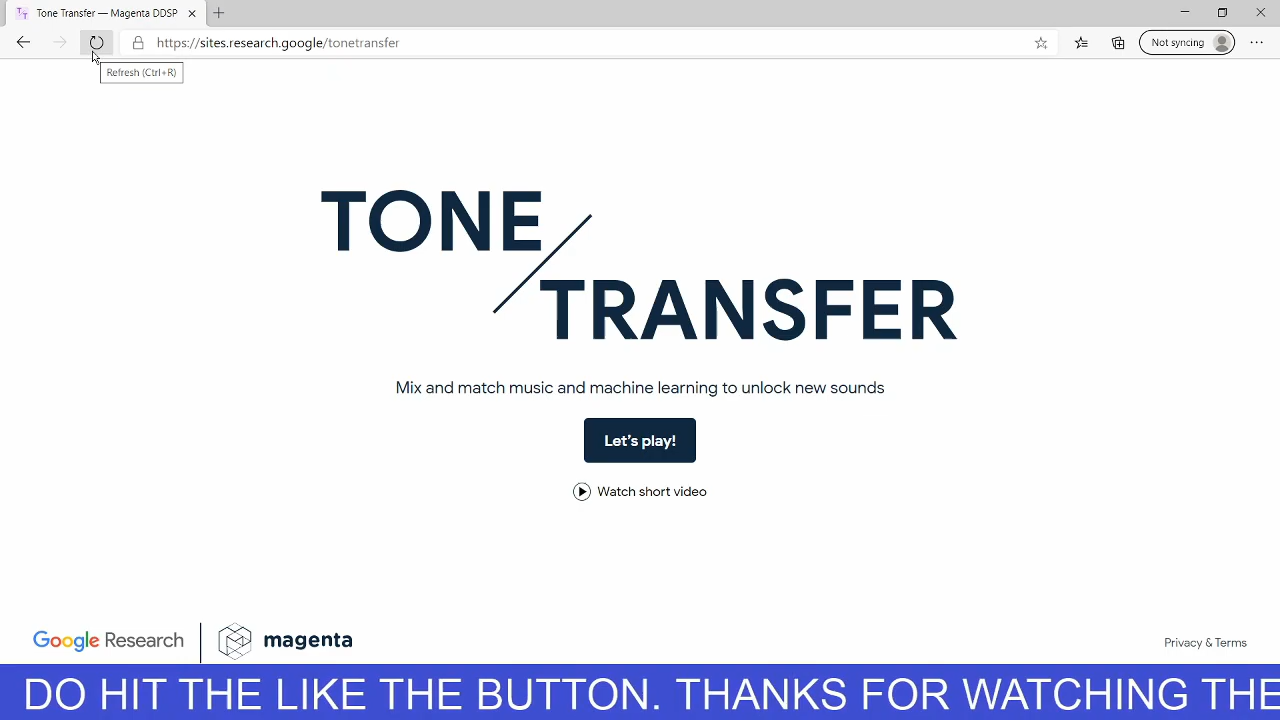 Tone Transfer — Magenta DDSP
https://sites.research.google/tonetransfer
Not syncing
Refresh (Ctrl+R)
TONE
TRANSFER
Mix and match music and machine learning to unlock new sounds
Let's play!
Watch short video
Google Research
magenta
Privacy & Terms
DO HIT THE LIKE THE BUTTON. THANKS FOR WATCHING THE